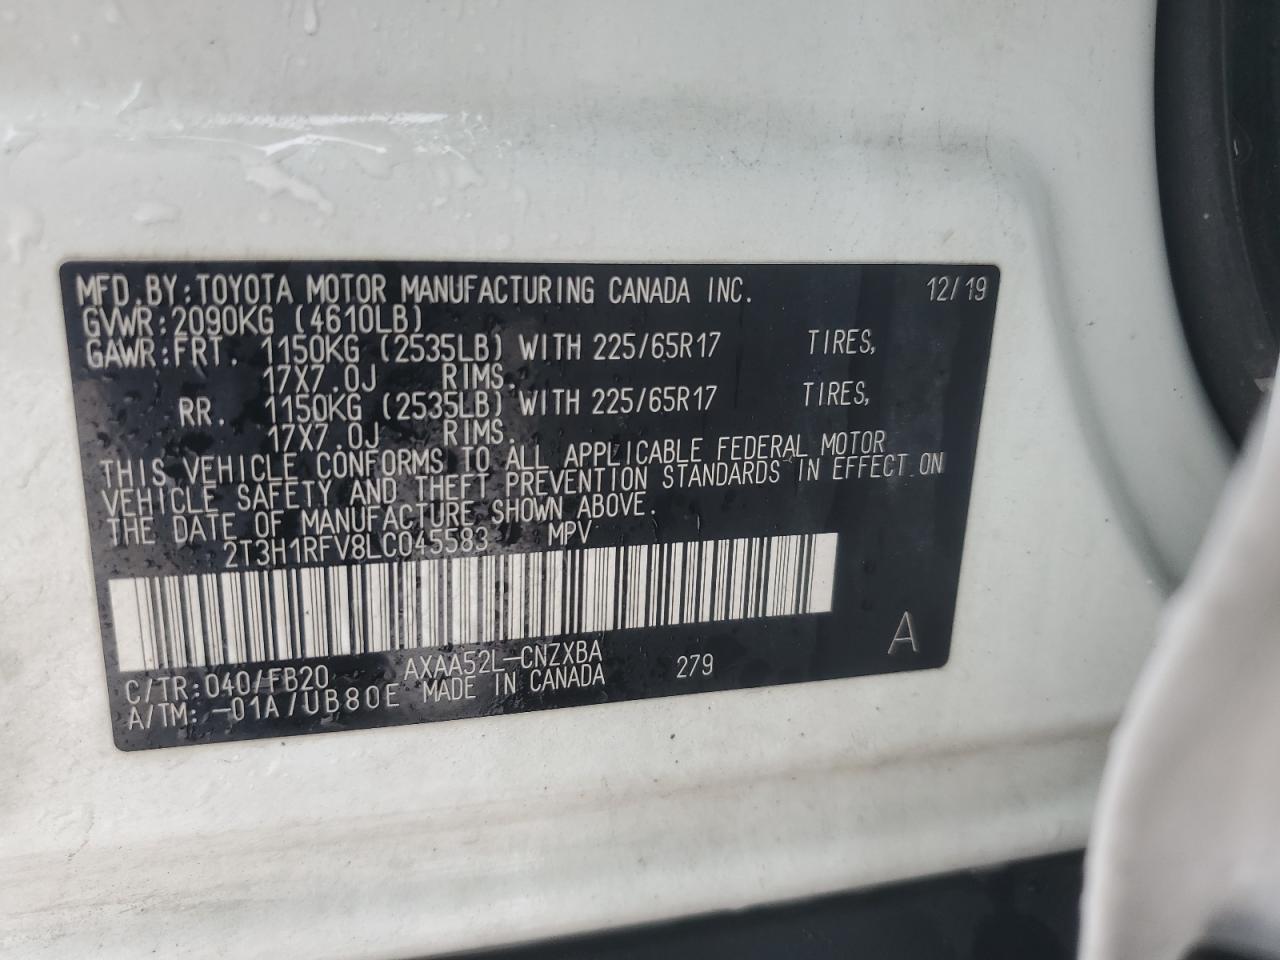 MFD.BY:TOYOTA MOTOR MANUFACTURING CANADA INC. 12/19
GVWR:2090KG (4610LB)
GAWR:FRT. 1150KG (2535LB) WITH 225/65R17 TIRES,
17X7.0J RIMS.
RR. 1150KG (2535LB) WITH 225/65R17 TIRES,
17X7.0J RIMS.
THIS VEHICLE CONFORMS TO ALL APPLICABLE FEDERAL MOTOR
VEHICLE SAFETY AND THEFT PREVENTION STANDARDS IN EFFECT ON
THE DATE OF MANUFACTURE SHOWN ABOVE.
2T3H1RFV8LC045583 MPV
A
C/TR:040/FB20 AXAA52L-CNZXBA 279
A/TM:-01A/UB80E MADE IN CANADA